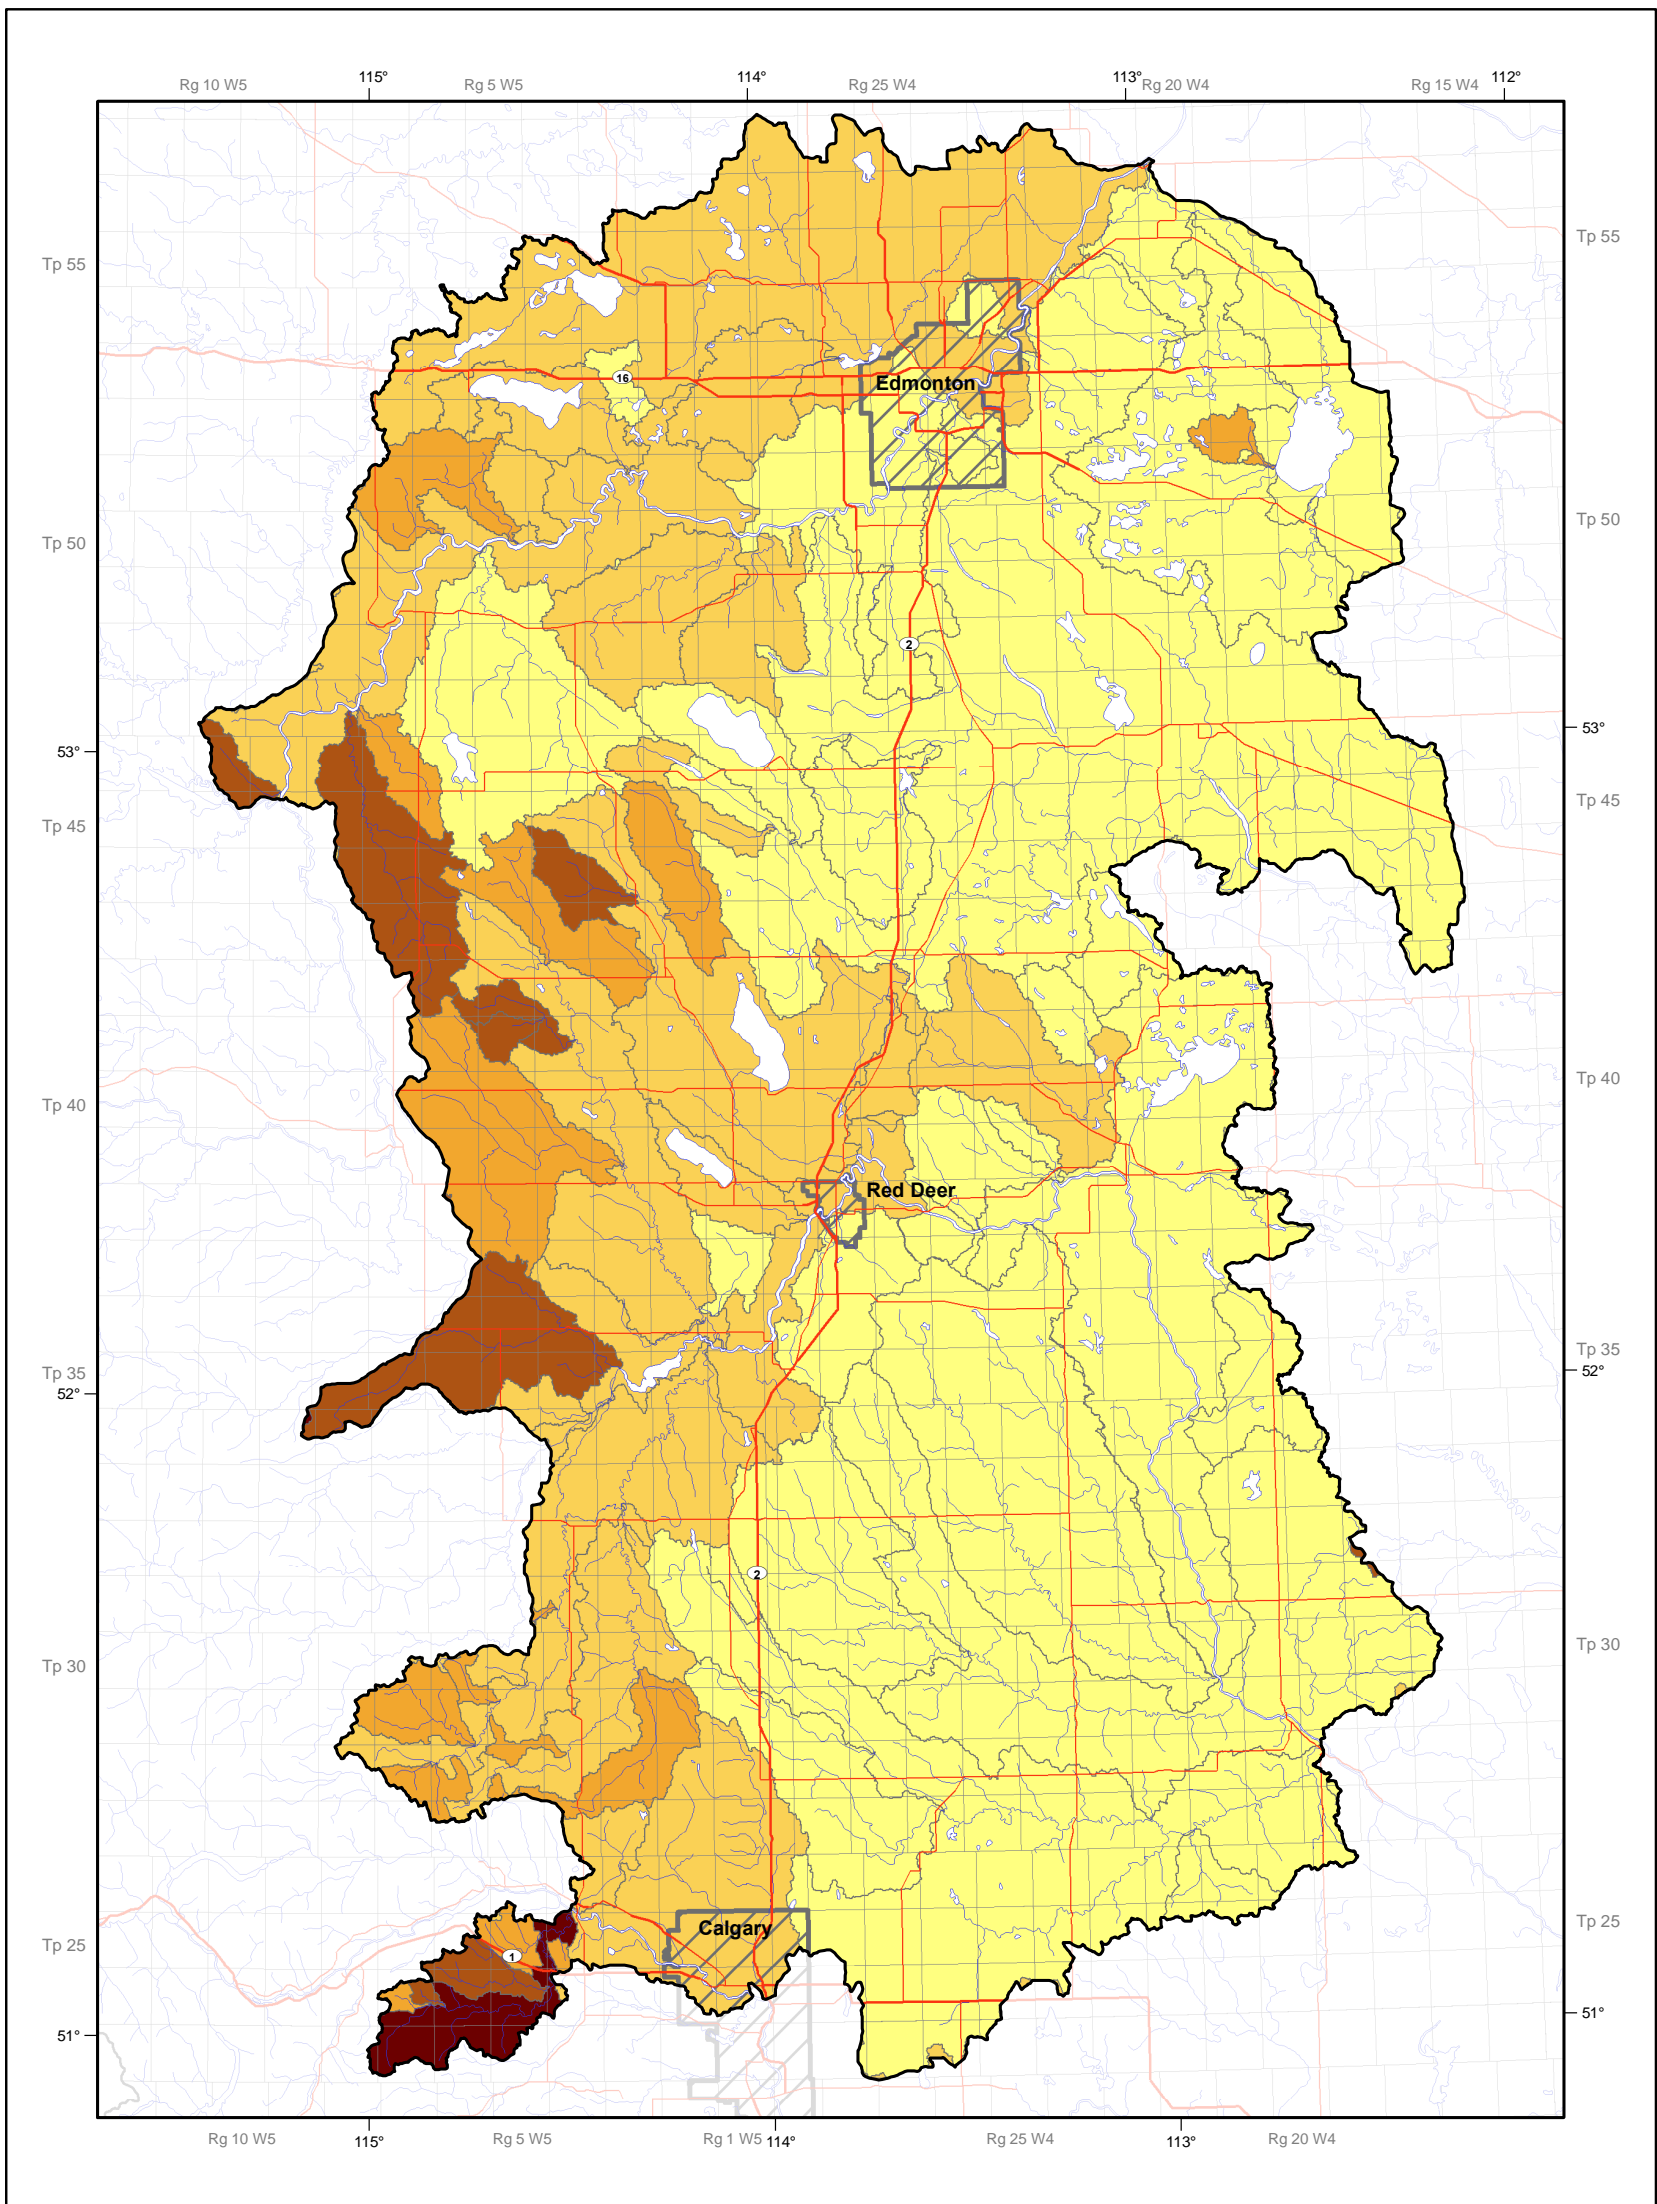 115° 114° 113° 112°
Rg 10 W5 Rg 5 W5 Rg 25 W4 Rg 20 W4 Rg 15 W4
Tp 55 Tp 55
16
Edmonton
Tp 50 Tp 50
2
53° 53°
Tp 45 Tp 45
Tp 40 Tp 40
Red Deer
Tp 35 Tp 35
52° 52°
2
Tp 30 Tp 30
Calgary
Tp 25 Tp 25
1
51° 51°
Rg 10 W5 115° Rg 5 W5 Rg 1 W5 114° Rg 25 W4 113° Rg 20 W4